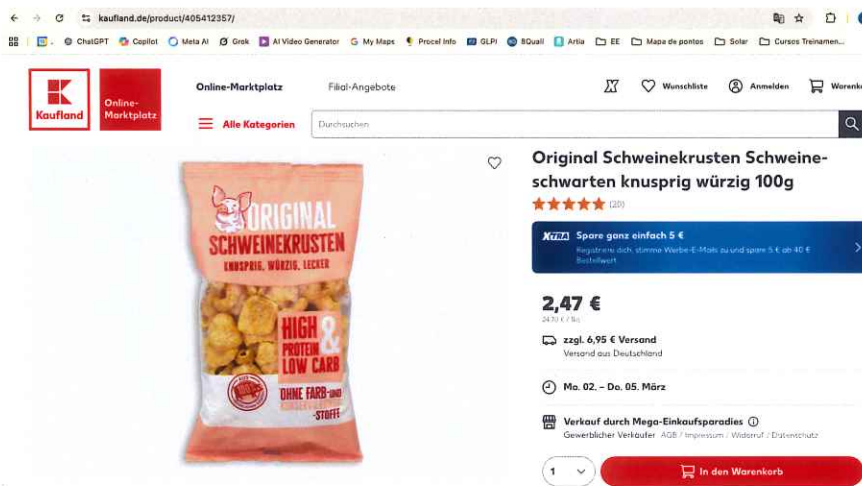 kaufland.de/product/405412357/
ChatGPT Copilot Meta AI Grok AI Video Generator My Maps Procel Info GLPI BQuall Artia EE Mapa de pontos Solar Cursos Treinamen...
Kaufland
Online-
Marktplatz
Online-Marktplatz Filial-Angebote
Wunschliste Anmelden
Alle Kategorien Durchsuchen
ORIGINAL
SCHWEINEKRUSTEN
KNUSPRIG, WÜRZIG, LECKER
HIGH
PROTEIN
&
LOW CARB
OHNE FARB-UND
-STOFFE
Original Schweinekrusten Schweine-
schwarten knusprig würzig 100g
(20)
XTRA Spare ganz einfach 5 €
Registriere dich, stimme Werbe-E-Mails zu und spare 5 € ab 40 €
Bestellwert
2,47 €
zzgl. 6,95 € Versand
Versand aus Deutschland
Mo. 02. – Do. 05. März
Verkauf durch Mega-Einkaufsparadies
Gewerblicher Verkäufer AGB / Impressum / Widerruf / Datenschutz
1 In den Warenkorb